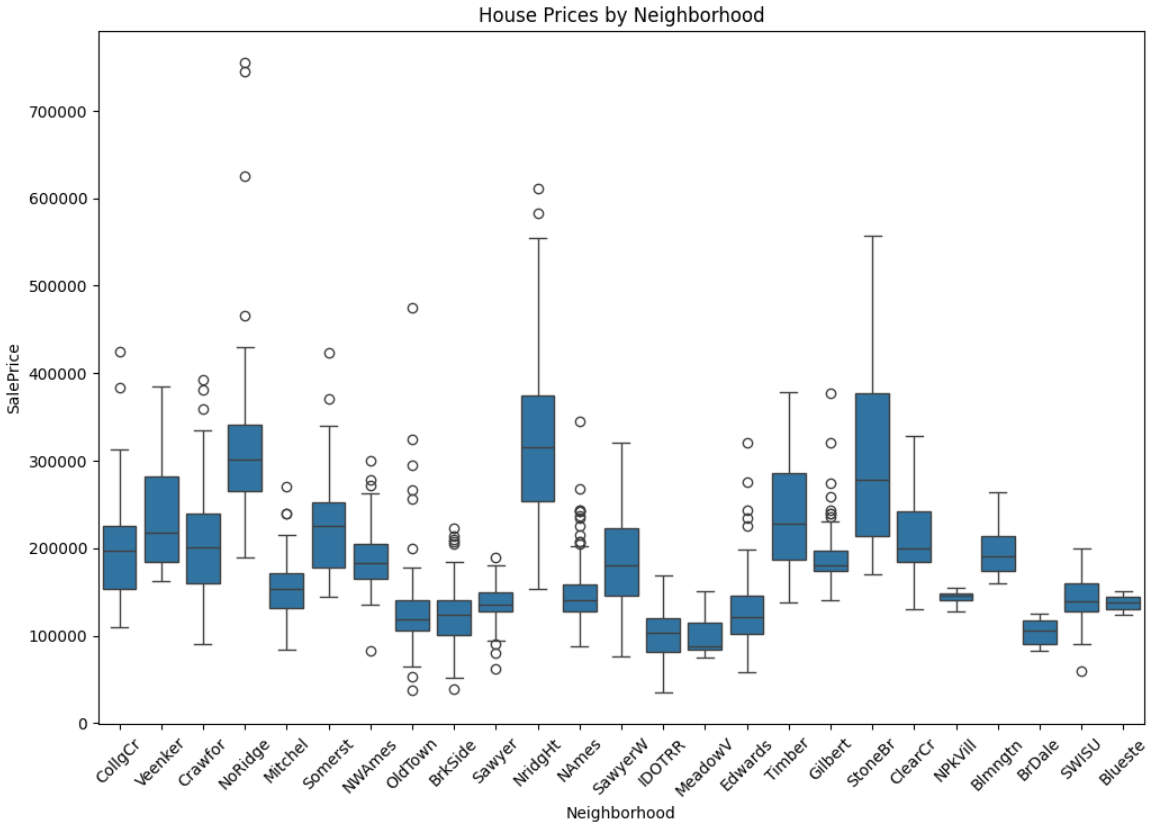 House Prices by Neighborhood
SalePrice
700000
600000
500000
400000
300000
200000
100000
0
CollgCr
Veenker
Crawfor
NoRidge
Mitchel
Somerst
NWAmes
OldTown
BrkSide
Sawyer
NridgHt
NAmes
SawyerW
IDOTRR
MeadowV
Edwards
Timber
Gilbert
StoneBr
ClearCr
NPkVill
Blmngtn
BrDale
SWISU
Blueste
Neighborhood